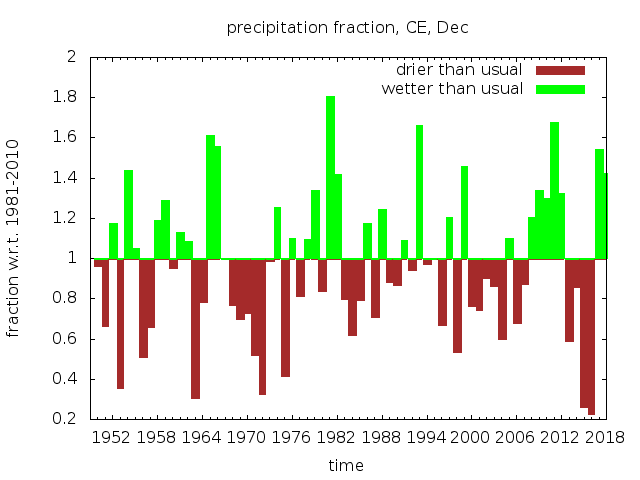 precipitation fraction, CE, Dec
drier than usual
wetter than usual
fraction w.r.t. 1981-2010
2
1.8
1.6
1.4
1.2
1
0.8
0.6
0.4
0.2
1952 1958 1964 1970 1976 1982 1988 1994 2000 2006 2012 2018
time